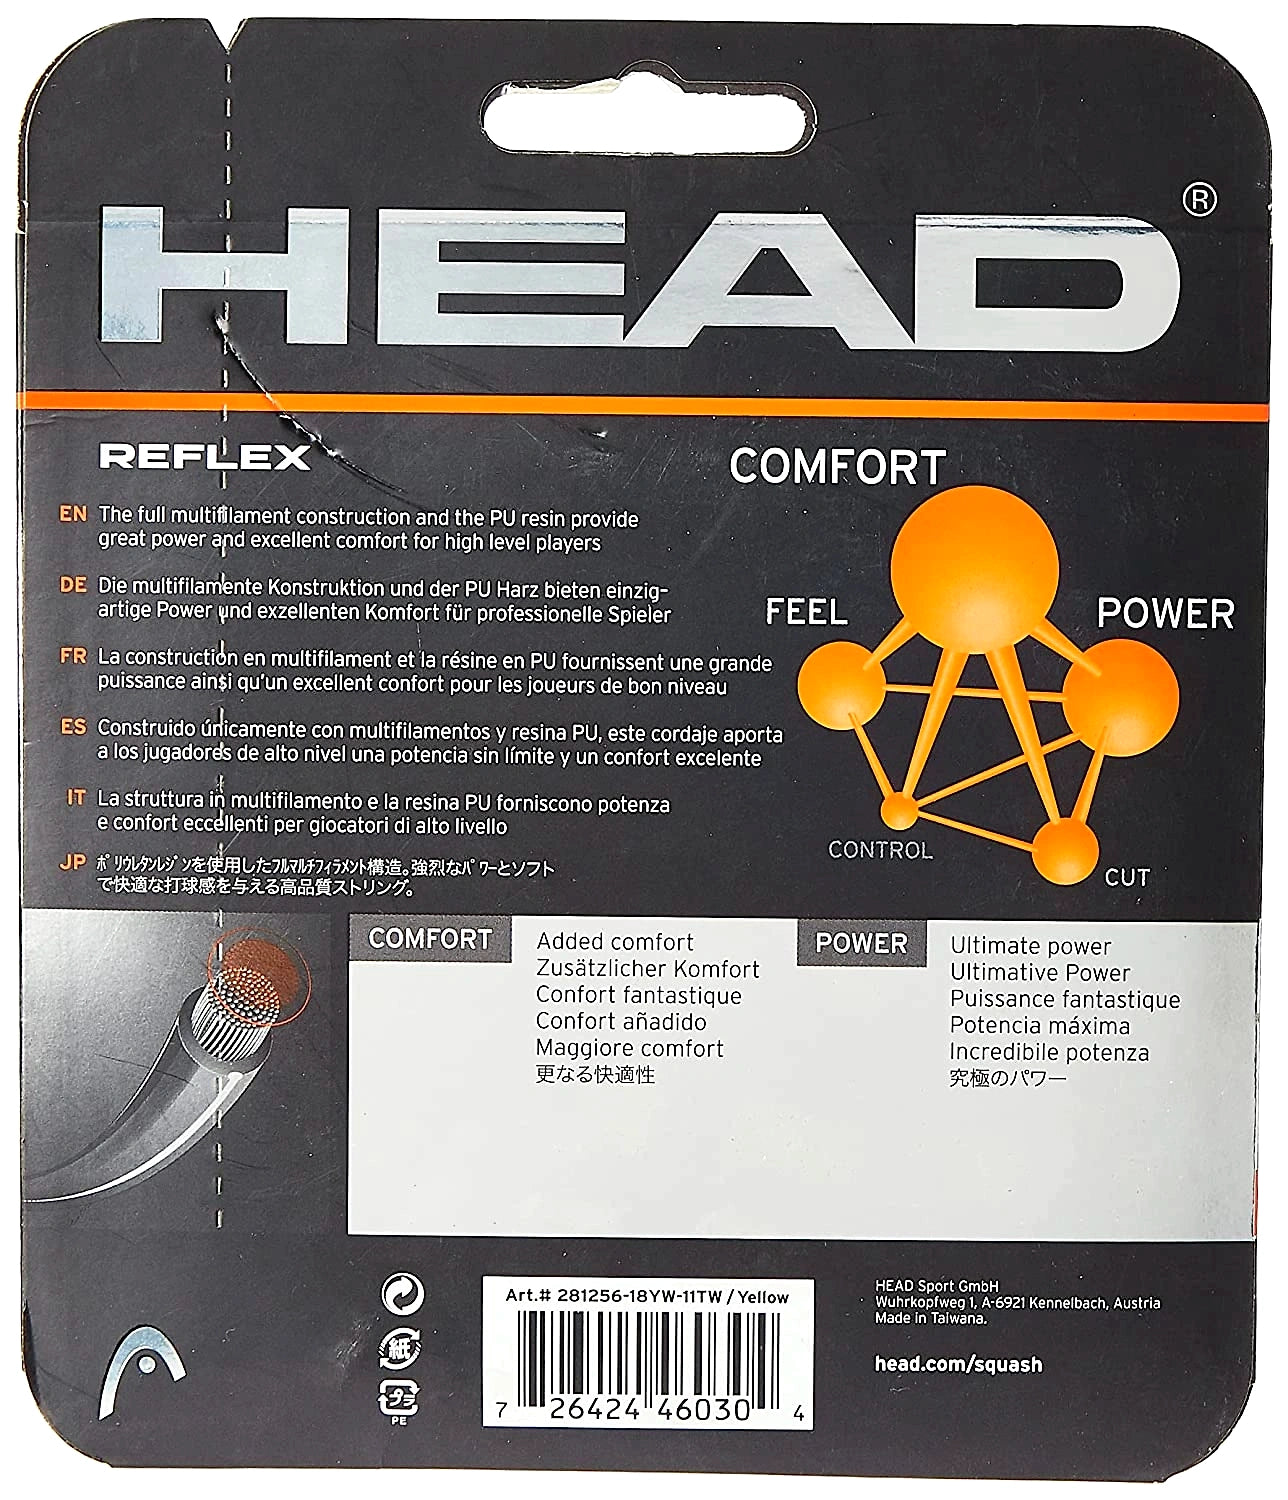 HEAD®
REFLEX
EN The full multifilament construction and the PU resin provide
great power and excellent comfort for high level players
DE Die multifilamente Konstruktion und der PU Harz bieten einzig-
artige Power und exzellenten Komfort für professionelle Spieler
FR La construction en multifilament et la résine en PU fournissent une grande
puissance ainsi qu'un excellent confort pour les joueurs de bon niveau
ES Construido únicamente con multifilamentos y resina PU, este cordaje aporta
a los jugadores de alto nivel una potencia sin límite y un confort excelente
IT La struttura in multifilamento e la resina PU forniscono potenza
e confort eccellenti per giocatori di alto livello
JP ポリウレタンレジンを使用したフルマルチフィラメント構造。強烈なパワーとソフト
で快適な打球感を与える高品質ストリング。
COMFORT
FEEL
POWER
CONTROL
CUT
COMFORT
Added comfort
Zusätzlicher Komfort
Confort fantastique
Confort añadido
Maggiore comfort
更なる快適性
POWER
Ultimate power
Ultimative Power
Puissance fantastique
Potencia máxima
Incredibile potenza
究極のパワー
紙
プラ
PE
Art.# 281256-18YW-11TW / Yellow
7 26424 46030 4
HEAD Sport GmbH
Wuhrkopfweg 1, A-6921 Kennelbach, Austria
Made in Taiwana.
head.com/squash